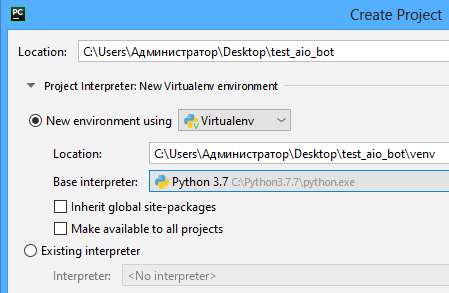 PC
Create Project
Location: C:\Users\Администратор\Desktop\test_aio_bot
Project Interpreter: New Virtualenv environment
New environment using Virtualenv
Location: C:\Users\Администратор\Desktop\test_aio_bot\venv
Base interpreter: Python 3.7 C:\Python3.7.7\python.exe
Inherit global site-packages
Make available to all projects
Existing interpreter
Interpreter: <No interpreter>